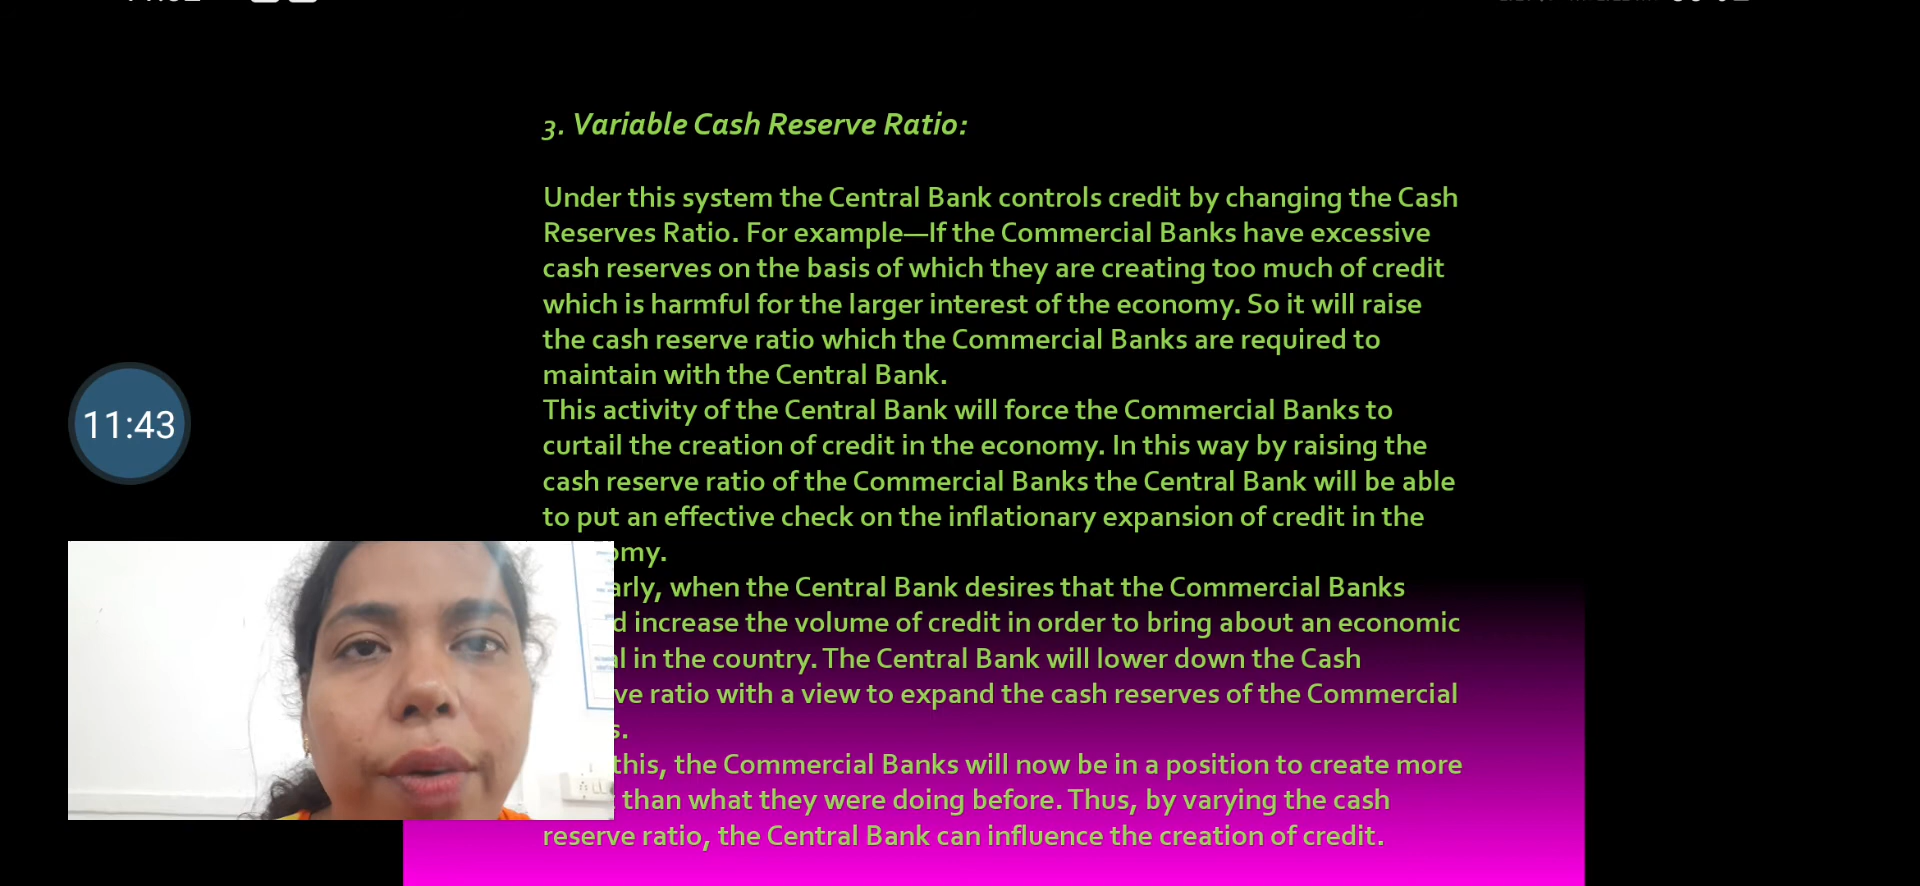 3. Variable Cash Reserve Ratio:
Under this system the Central Bank controls credit by changing the Cash
Reserves Ratio. For example—If the Commercial Banks have excessive
cash reserves on the basis of which they are creating too much of credit
which is harmful for the larger interest of the economy. So it will raise
the cash reserve ratio which the Commercial Banks are required to
maintain with the Central Bank.
This activity of the Central Bank will force the Commercial Banks to
curtail the creation of credit in the economy. In this way by raising the
cash reserve ratio of the Commercial Banks the Central Bank will be able
to put an effective check on the inflationary expansion of credit in the
11:43
when the Central Bank desires that the Commercial Banks
increase the volume of credit in order to bring about an economic
in the country. The Central Bank will lower down the Cash
ratio with a view to expand the cash reserves of the Commercial
this, the Commercial Banks will now be in a position to create more
than what they were doing before. Thus, by varying the cash
reserve ratio, the Central Bank can influence the creation of credit.